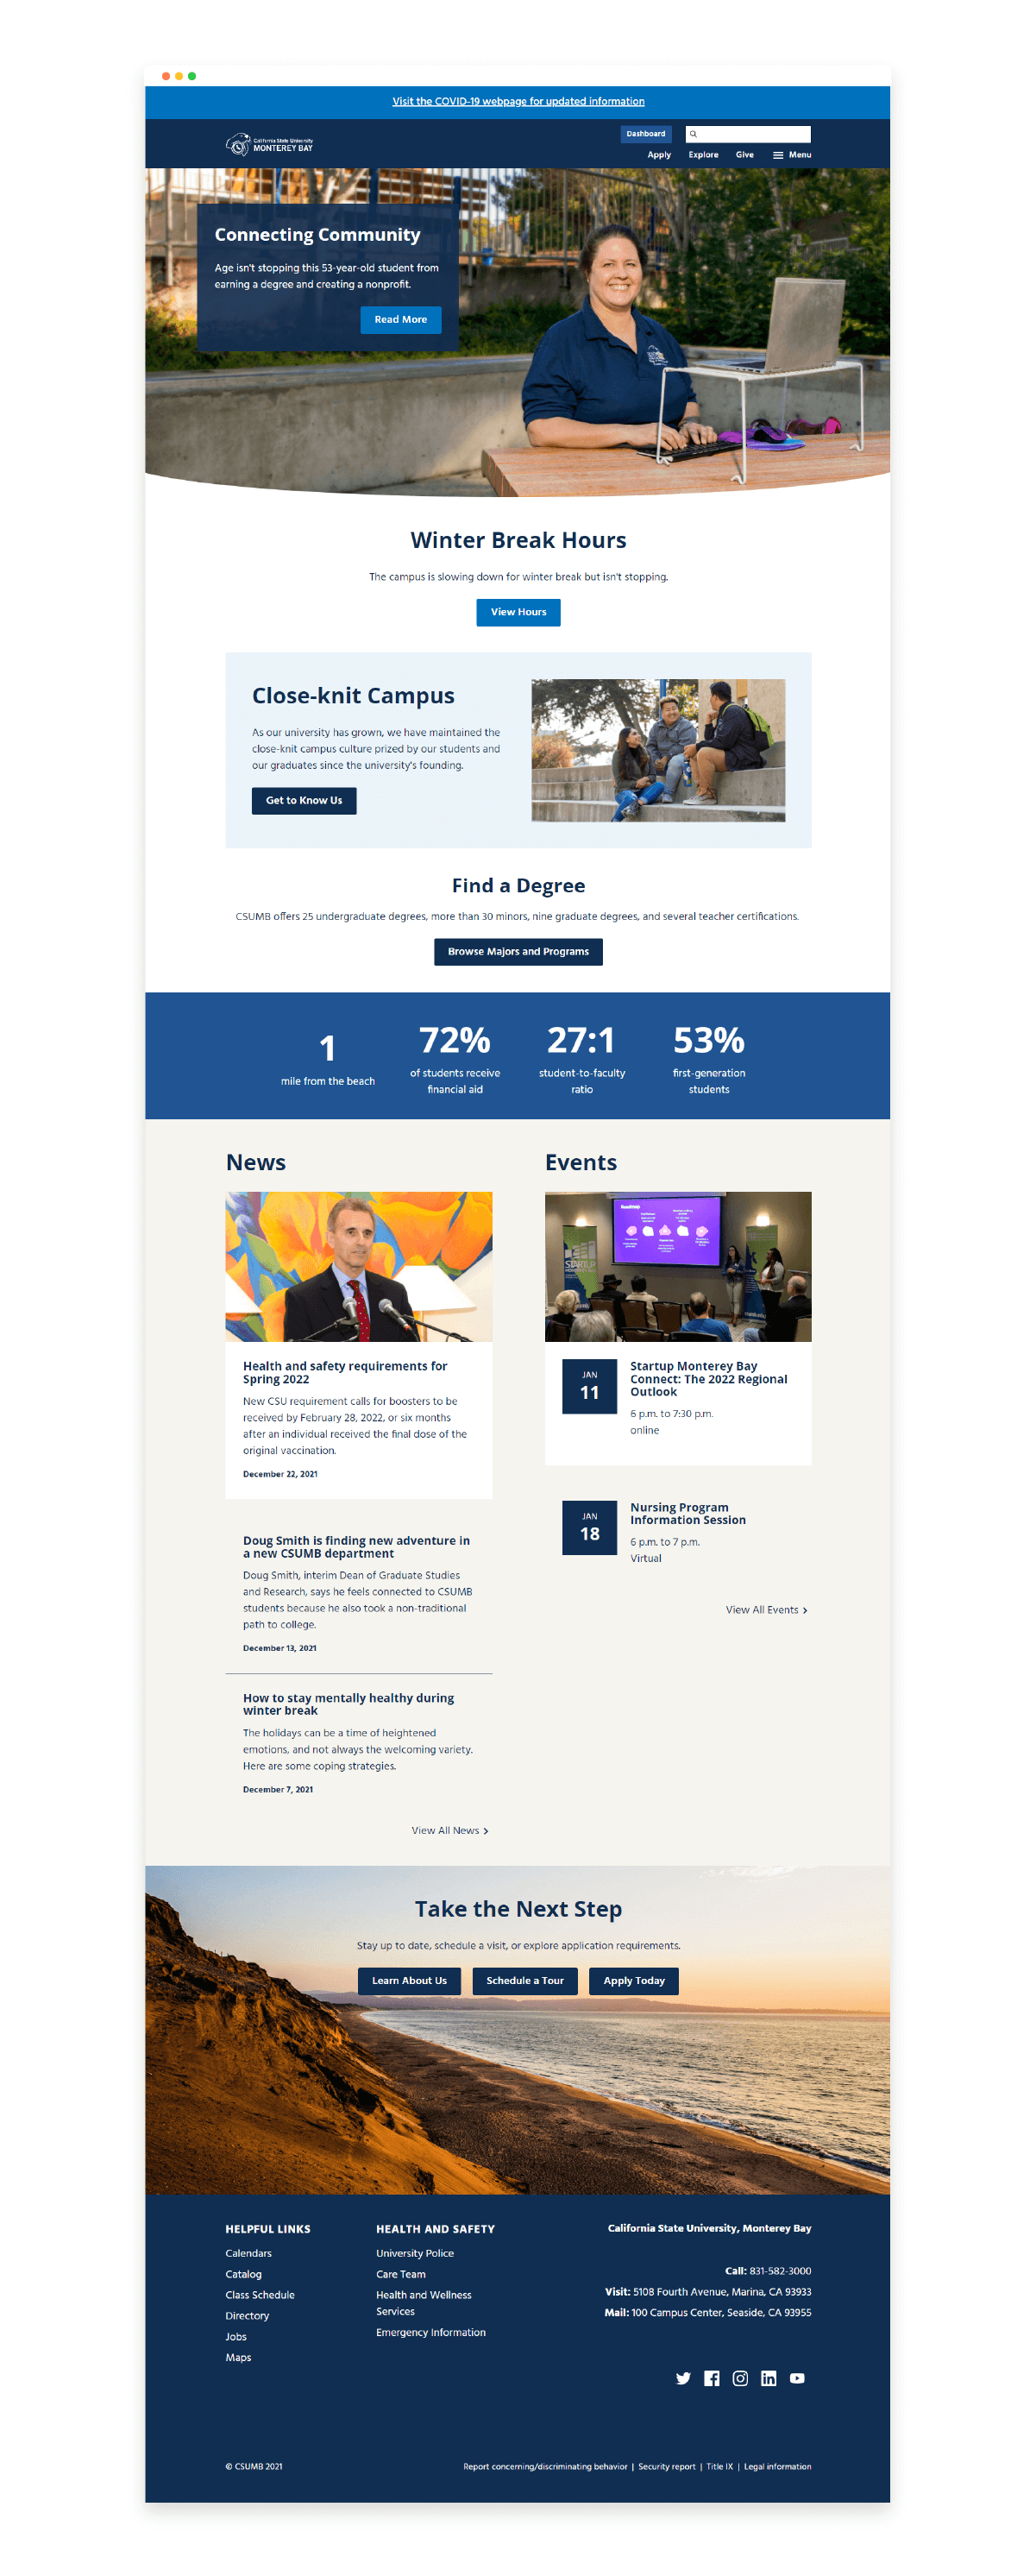 Visit the COVID-19 webpage for updated information
California State University
MONTEREY BAY
Dashboard
Apply
Explore
Give
Menu
Connecting Community
Age isn't stopping this 53-year-old student from
earning a degree and creating a nonprofit.
Read More
Winter Break Hours
The campus is slowing down for winter break but isn't stopping.
View Hours
Close-knit Campus
As our university has grown, we have maintained the
close-knit campus culture prized by our students and
our graduates since the university's founding.
Get to Know Us
Find a Degree
CSUMB offers 25 undergraduate degrees, more than 30 minors, nine graduate degrees, and several teacher certifications.
Browse Majors and Programs
1
mile from the beach
72%
of students receive
financial aid
27:1
student-to-faculty
ratio
53%
first-generation
students
News
Health and safety requirements for
Spring 2022
New CSU requirement calls for boosters to be
received by February 28, 2022, or six months
after an individual received the final dose of the
original vaccination.
December 22, 2021
Doug Smith is finding new adventure in
a new CSUMB department
Doug Smith, interim Dean of Graduate Studies
and Research, says he feels connected to CSUMB
students because he also took a non-traditional
path to college.
December 13, 2021
How to stay mentally healthy during
winter break
The holidays can be a time of heightened
emotions, and not always the welcoming variety.
Here are some coping strategies.
December 7, 2021
View All News
Events
STARTUP
JAN
11
Startup Monterey Bay
Connect: The 2022 Regional
Outlook
6 p.m. to 7:30 p.m.
online
JAN
18
Nursing Program
Information Session
6 p.m. to 7 p.m.
Virtual
View All Events
Take the Next Step
Stay up to date, schedule a visit, or explore application requirements.
Learn About Us
Schedule a Tour
Apply Today
HELPFUL LINKS
Calendars
Catalog
Class Schedule
Directory
Jobs
Maps
HEALTH AND SAFETY
University Police
Care Team
Health and Wellness
Services
Emergency Information
California State University, Monterey Bay
Call: 831-582-3000
Visit: 5108 Fourth Avenue, Marina, CA 93933
Mail: 100 Campus Center, Seaside, CA 93955
© CSUMB 2021
Report concerning/discriminating behavior | Security report | Title IX | Legal information